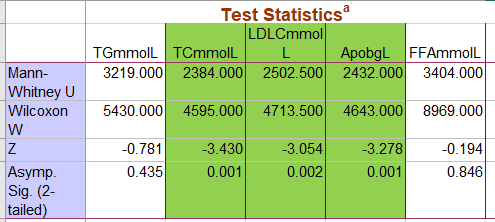 Test Statisticsa
TGmmolL TCmmolL LDLCmmol ApobgL FFAmmolL
L
Mann- 3219.000 2384.000 2502.500 2432.000 3404.000
Whitney U
Wilcoxon 5430.000 4595.000 4713.500 4643.000 8969.000
W
Z -0.781 -3.430 -3.054 -3.278 -0.194
Asymp. 0.435 0.001 0.002 0.001 0.846
Sig. (2-
tailed)